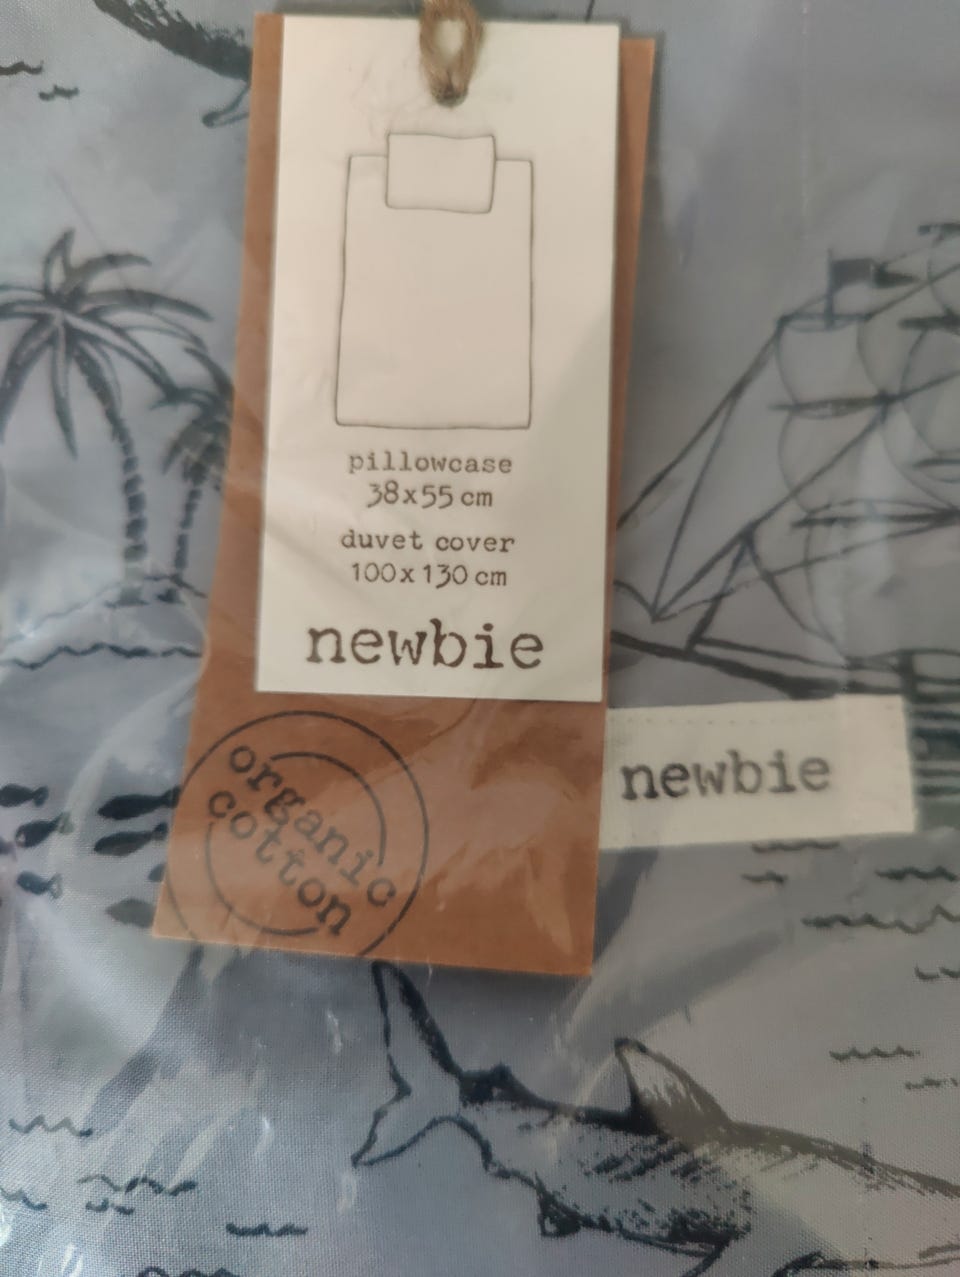 pillowcase
38x55 cm
duvet cover
100x130 cm
newbie
newbie
organic
cotton